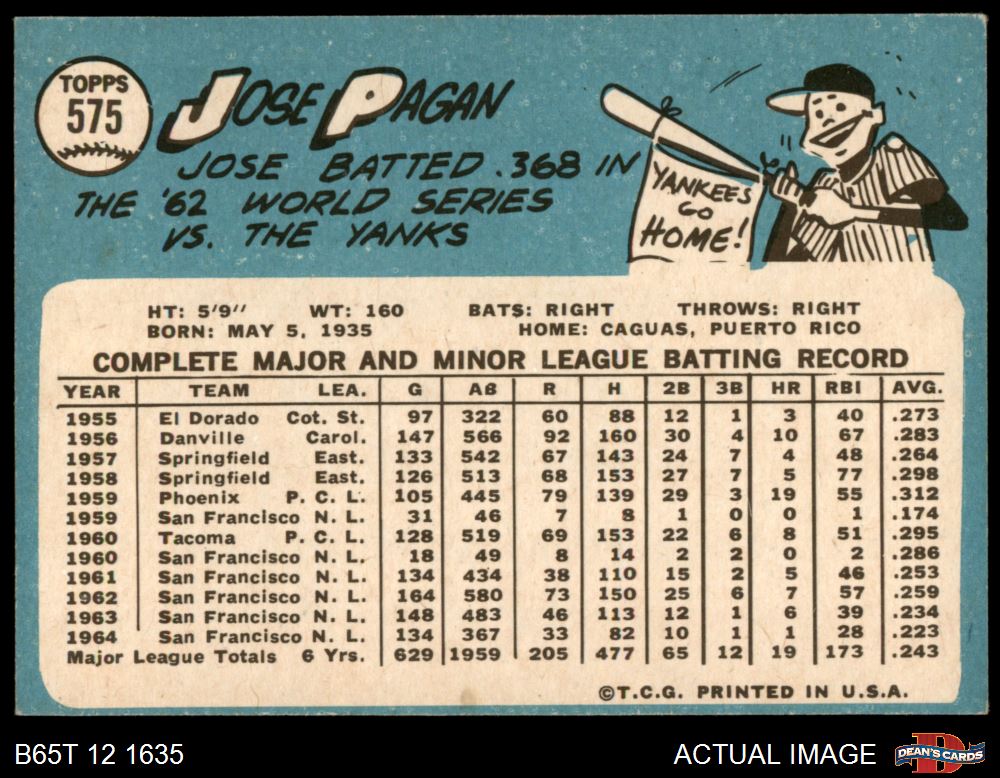 TOPPS
575
JOSE PAGAN
JOSE BATTED .368 IN
THE '62 WORLD SERIES
VS. THE YANKS
YANKEES
GO
HOME!
HT: 5'9" WT: 160 BATS: RIGHT THROWS: RIGHT
BORN: MAY 5, 1935 HOME: CAGUAS, PUERTO RICO
COMPLETE MAJOR AND MINOR LEAGUE BATTING RECORD
YEAR TEAM LEA. G AB R H 2B 3B HR RBI AVG.
1955 El Dorado Cot. St. 97 322 60 88 12 1 3 40 .273
1956 Danville Carol. 147 566 92 160 30 4 10 67 .283
1957 Springfield East. 133 542 67 143 24 7 4 48 .264
1958 Springfield East. 126 513 68 153 27 7 5 77 .298
1959 Phoenix P. C. L. 105 445 79 139 29 3 19 55 .312
1959 San Francisco N. L. 31 46 7 8 1 0 0 1 .174
1960 Tacoma P. C. L. 128 519 69 153 22 6 8 51 .295
1960 San Francisco N. L. 18 49 8 14 2 2 0 2 .286
1961 San Francisco N. L. 134 434 38 110 15 2 5 46 .253
1962 San Francisco N. L. 164 580 73 150 25 6 7 57 .259
1963 San Francisco N. L. 148 483 46 113 12 1 6 39 .234
1964 San Francisco N. L. 134 367 33 82 10 1 1 28 .223
Major League Totals 6 Yrs. 629 1959 205 477 65 12 19 173 .243
©T.C.G. PRINTED IN U.S.A.
B65T 12 1635 ACTUAL IMAGE
DEAN'S CARDS